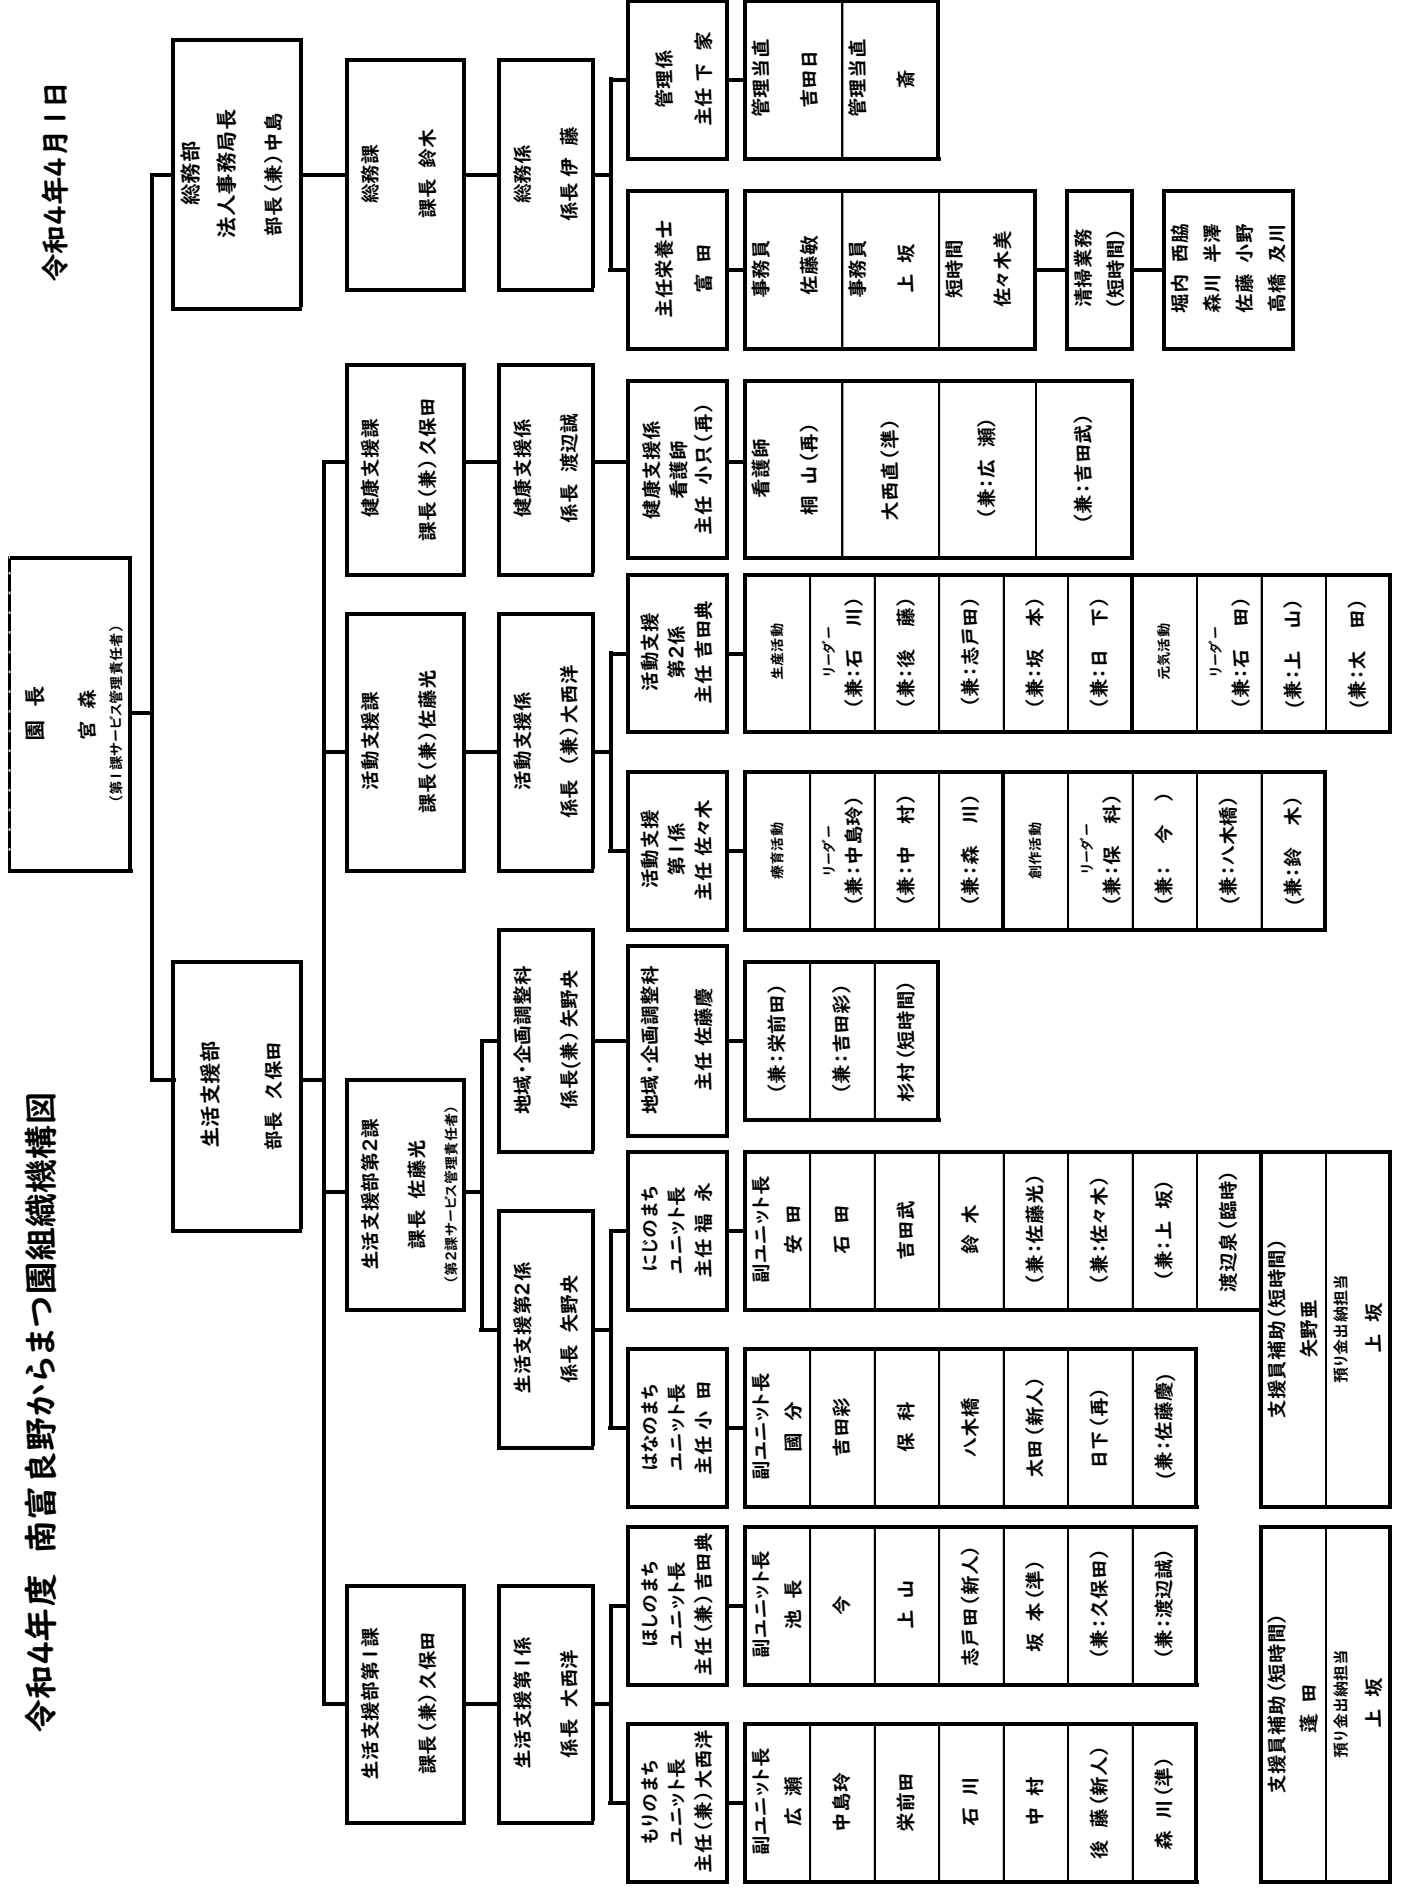 令和4年度 南富良野からまつ園組織機構図
令和4年4月1日
園 長
宮 森
(第1課サービス管理責任者)
生活支援部
部長 久保田
総務部
法人事務局長
部長(兼)中島
生活支援部第1課
課長(兼)久保田
生活支援部第2課
課長 佐藤光
(第2課サービス管理責任者)
活動支援課
課長(兼)佐藤光
健康支援課
課長(兼)久保田
総務課
課長 鈴木
生活支援第1係
係長 大西洋
生活支援第2係
係長 矢野央
地域・企画調整科
係長(兼)矢野央
活動支援係
係長 (兼)大西洋
健康支援係
係長 渡辺誠
総務係
係長 伊 藤
もりのまち
ユニット長
主任(兼)大西洋
ほしのまち
ユニット長
主任(兼)吉田典
はなのまち
ユニット長
主任 小 田
にじのまち
ユニット長
主任 福 永
地域・企画調整科
主任 佐藤慶
活動支援
第1係
主任 佐々木
活動支援
第2係
主任 吉田典
健康支援係
看護師
主任 小只(再)
主任栄養士
富 田
管理係
主任 下 家
副ユニット長
広 瀬
中島玲
栄前田
石 川
中 村
後 藤(新人)
森 川(準)
副ユニット長
池 長
今
上 山
志戸田(新人)
坂 本(準)
(兼:久保田)
(兼:渡辺誠)
支援員補助(短時間)
蓬 田
預り金出納担当
上 坂
副ユニット長
國 分
吉田彩
保 科
八木橋
太田(新人)
日下(再)
(兼:佐藤慶)
副ユニット長
安 田
石 田
吉田武
鈴 木
(兼:佐藤光)
(兼:佐々木)
(兼:上 坂)
渡辺泉(臨時)
支援員補助(短時間)
矢野亜
預り金出納担当
上 坂
(兼:栄前田)
(兼:吉田彩)
杉村(短時間)
療育活動
リーダー
(兼:中島玲)
(兼:中 村)
(兼:森 川)
創作活動
リーダー
(兼:保 科)
(兼: 今 )
(兼:八木橋)
(兼:鈴 木)
生産活動
リーダー
(兼:石 川)
(兼:後 藤)
(兼:志戸田)
(兼:坂 本)
(兼:日 下)
元気活動
リーダー
(兼:石 田)
(兼:上 山)
(兼:太 田)
看護師
桐 山(再)
大西直(準)
(兼:広 瀬)
(兼:吉田武)
事務員
佐藤敏
事務員
上 坂
短時間
佐々木美
清掃業務
(短時間)
堀内 西脇
森川 半澤
佐藤 小野
高橋 及川
管理当直
吉田日
管理当直
斎